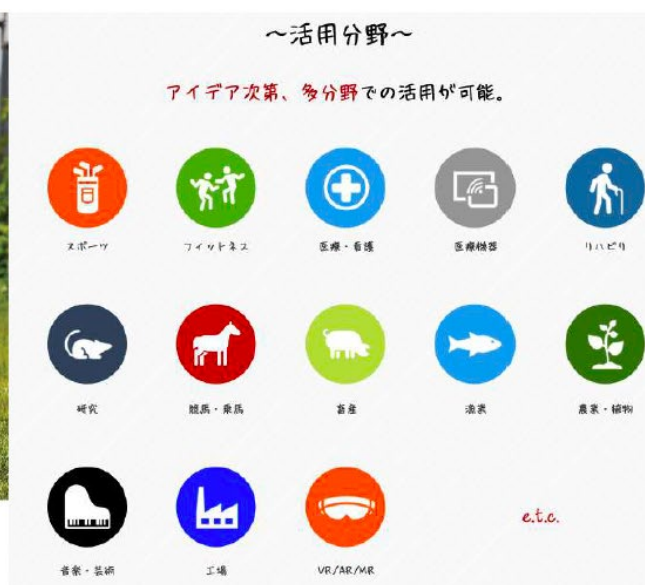 ～活用分野～
アイデア次第、多分野での活用が可能。
スポーツ
フィットネス
医療・看護
医療機器
リハビリ
研究
競馬・乗馬
畜産
漁業
農業・植物
音楽・芸術
工場
VR/AR/MR
e.t.c.